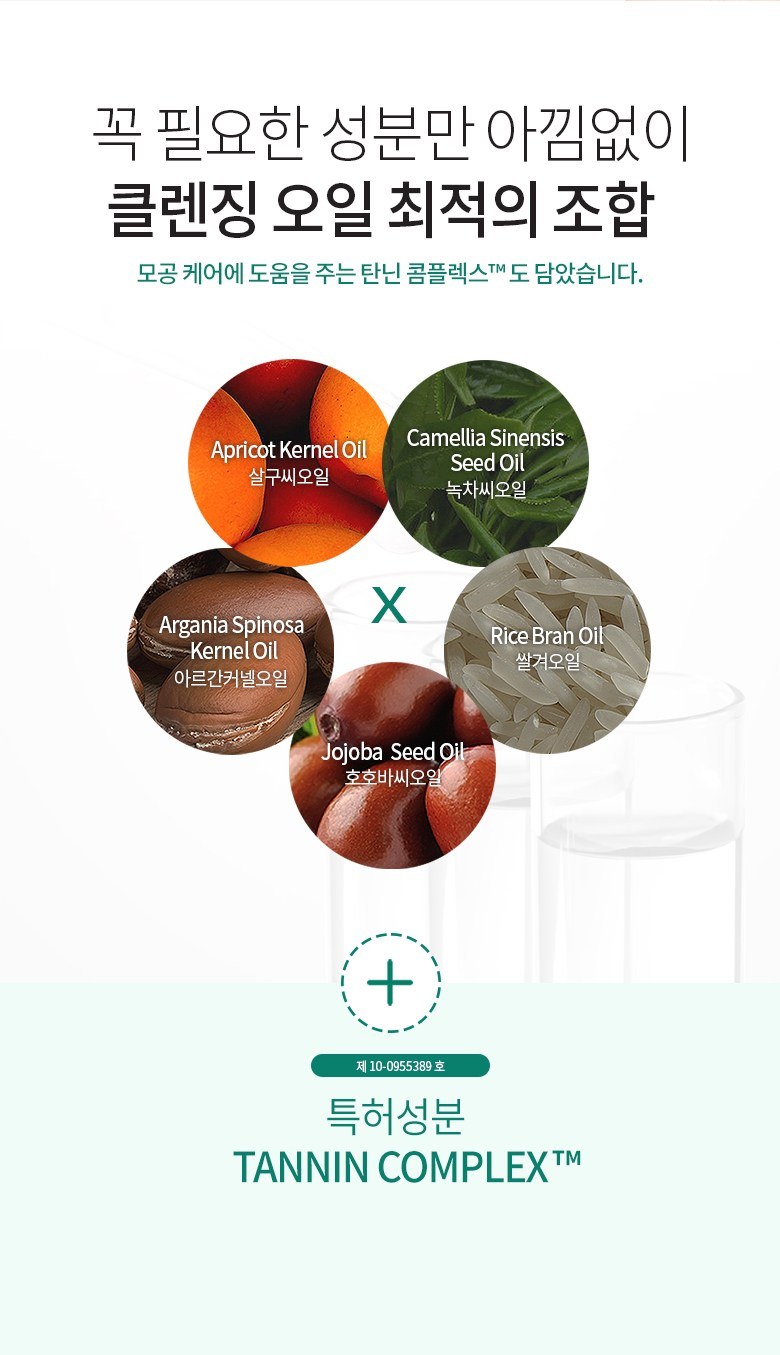 꼭 필요한 성분만 아낌없이
클렌징 오일 최적의 조합
모공 케어에 도움을 주는 탄닌 콤플렉스™ 도 담았습니다.
Apricot Kernel Oil
살구씨오일
Camellia Sinensis
Seed Oil
녹차씨오일
Argania Spinosa
Kernel Oil
아르간커넬오일
X
Rice Bran Oil
쌀겨오일
Jojoba Seed Oil
호호바씨오일
+
제 10-0955389 호
특허성분
TANNIN COMPLEX™